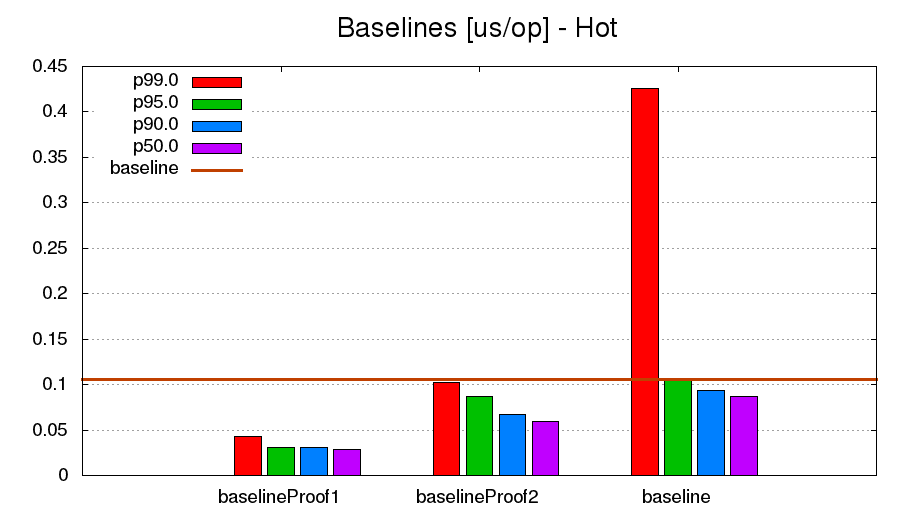 Baselines [us/op] - Hot
0.45
0.4
0.35
0.3
0.25
0.2
0.15
0.1
0.05
0
p99.0
p95.0
p90.0
p50.0
baseline
baselineProof1
baselineProof2
baseline